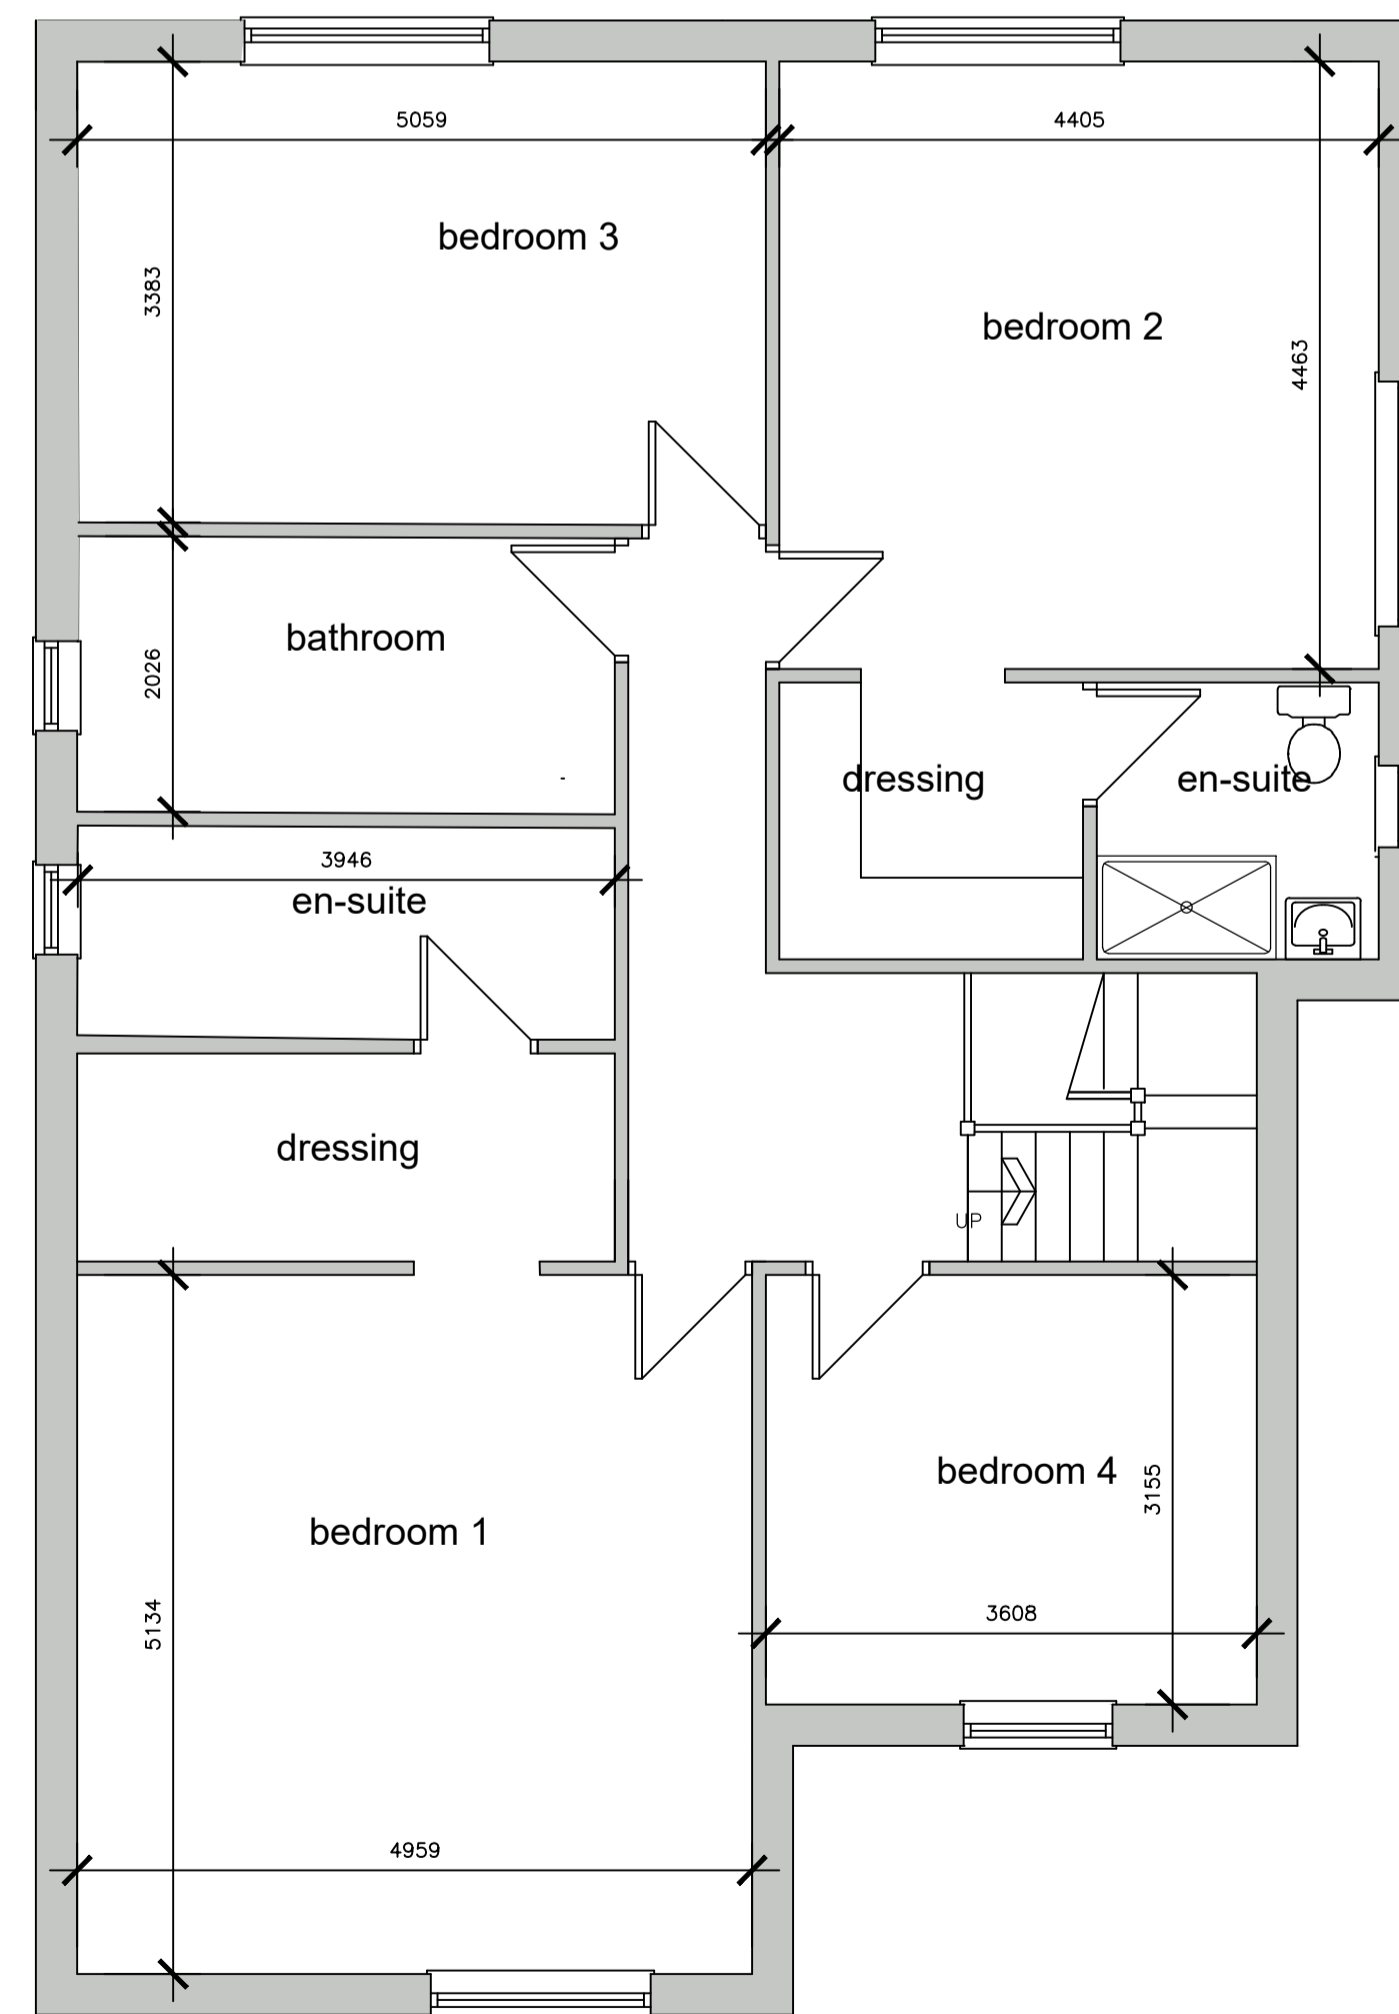 5059
4405
bedroom 3
3383
bedroom 2
4463
bathroom
2026
dressing
en-suite
3946
en-suite
dressing
UP
bedroom 4
3155
bedroom 1
5134
3608
4959